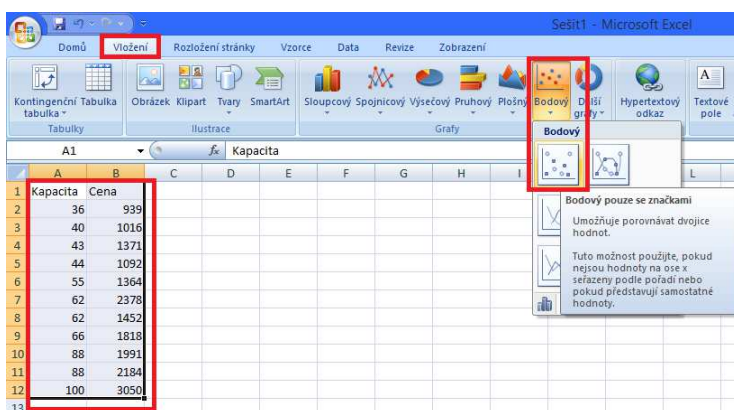 Sešit1 - Microsoft Excel
Domů Vložení Rozložení stránky Vzorce Data Revize Zobrazení
Kontingenční tabulka Tabulka Obrázek Klipart Tvary SmartArt Sloupcový Spojnicový Výsečový Pruhový Plošný Bodový Další grafy Hypertextový odkaz Textové pole
Tabulky Ilustrace Grafy
Bodový
A1 fx Kapacita
A B C D E F G H I L
1 Kapacita Cena
2 36 939
3 40 1016
4 43 1371
5 44 1092
6 55 1364
7 62 2378
8 62 1452
9 66 1818
10 88 1991
11 88 2184
12 100 3050
13
Bodový pouze se značkami
Umožňuje porovnávat dvojice
hodnot.
Tuto možnost použijte, pokud
nejsou hodnoty na ose x
seřazeny podle pořadí nebo
pokud představují samostatné
hodnoty.